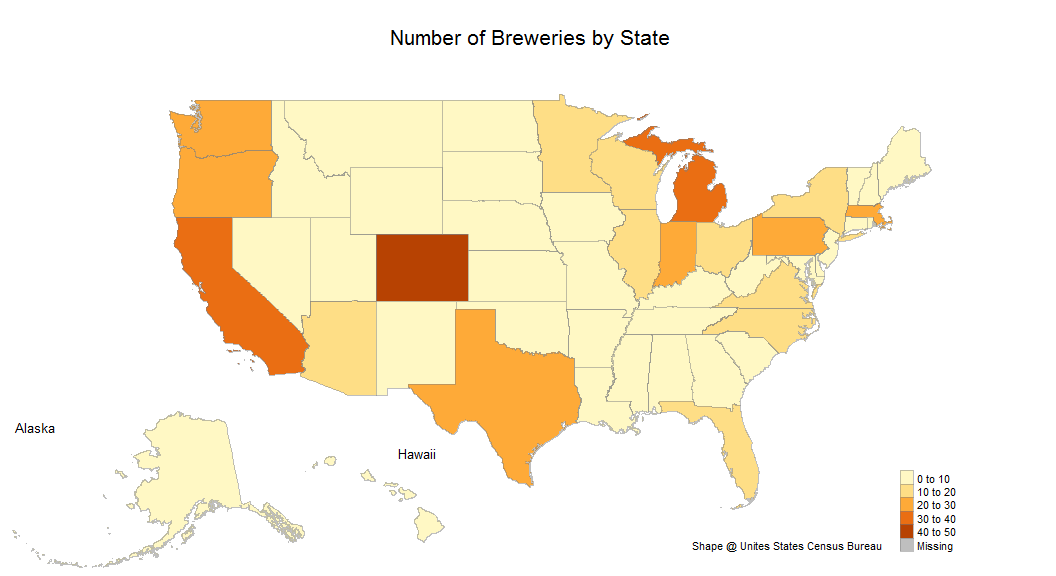 Number of Breweries by State
Alaska
Hawaii
0 to 10
10 to 20
20 to 30
30 to 40
40 to 50
Missing
Shape @ Unites States Census Bureau